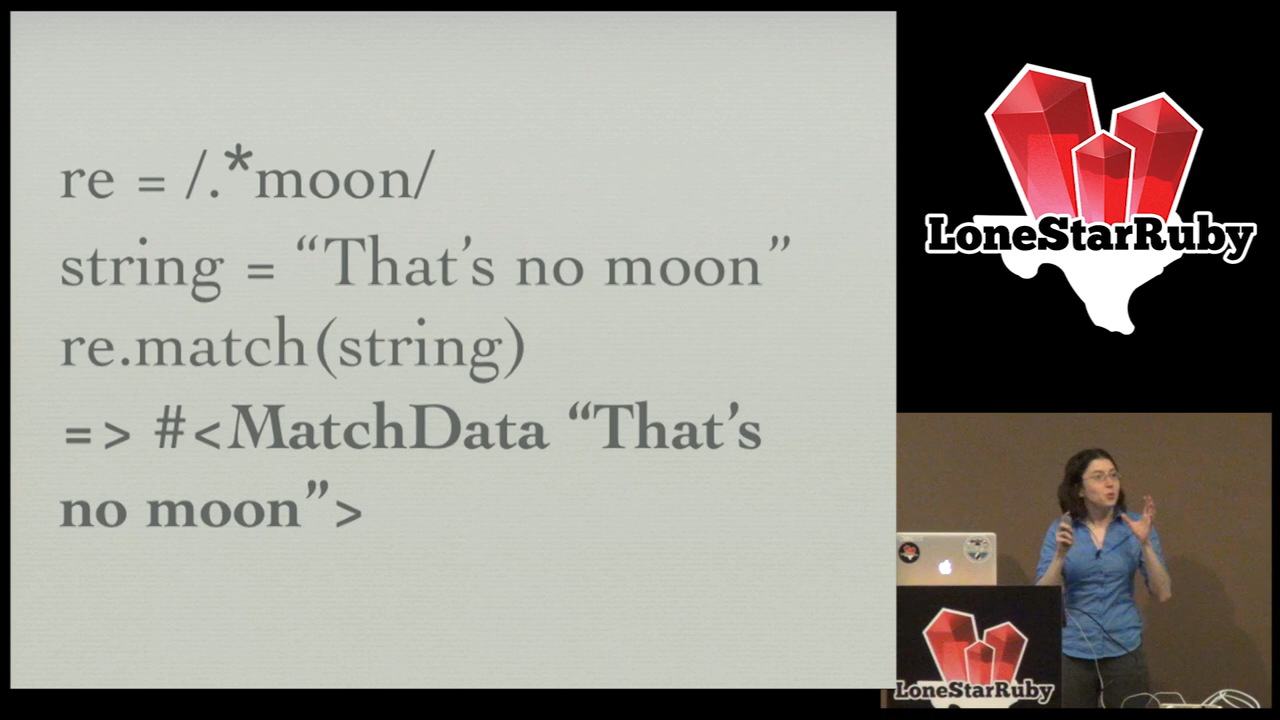 re = /.*moon/
string = “That’s no moon”
re.match(string)
=> #<MatchData “That’s
no moon”>
LoneStarRuby
LoneStarRuby